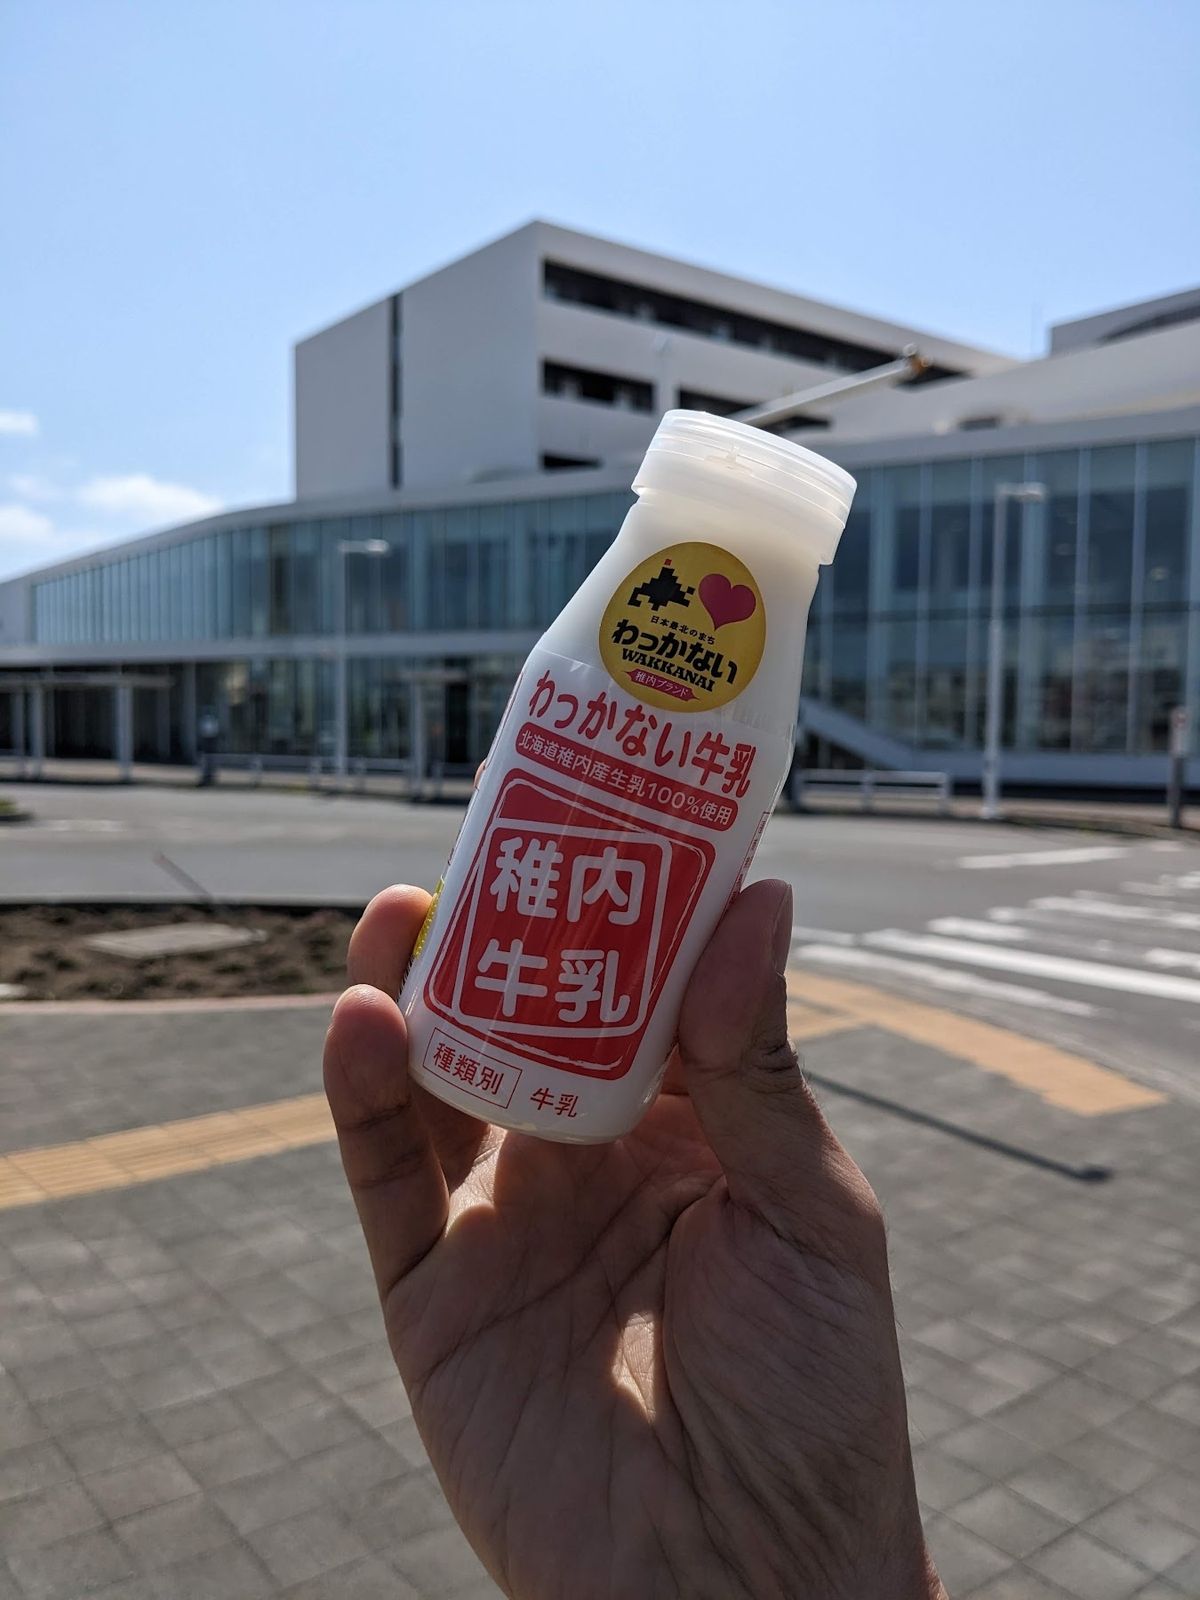 日本最北のまち
わっかない
WAKKANAI
稚内ブランド
わっかない牛乳
北海道稚内産生乳100%使用
稚内
牛乳
種類別 牛乳